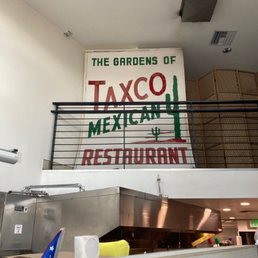 THE GARDENS OF
TAXCO
MEXICAN
RESTAURANT